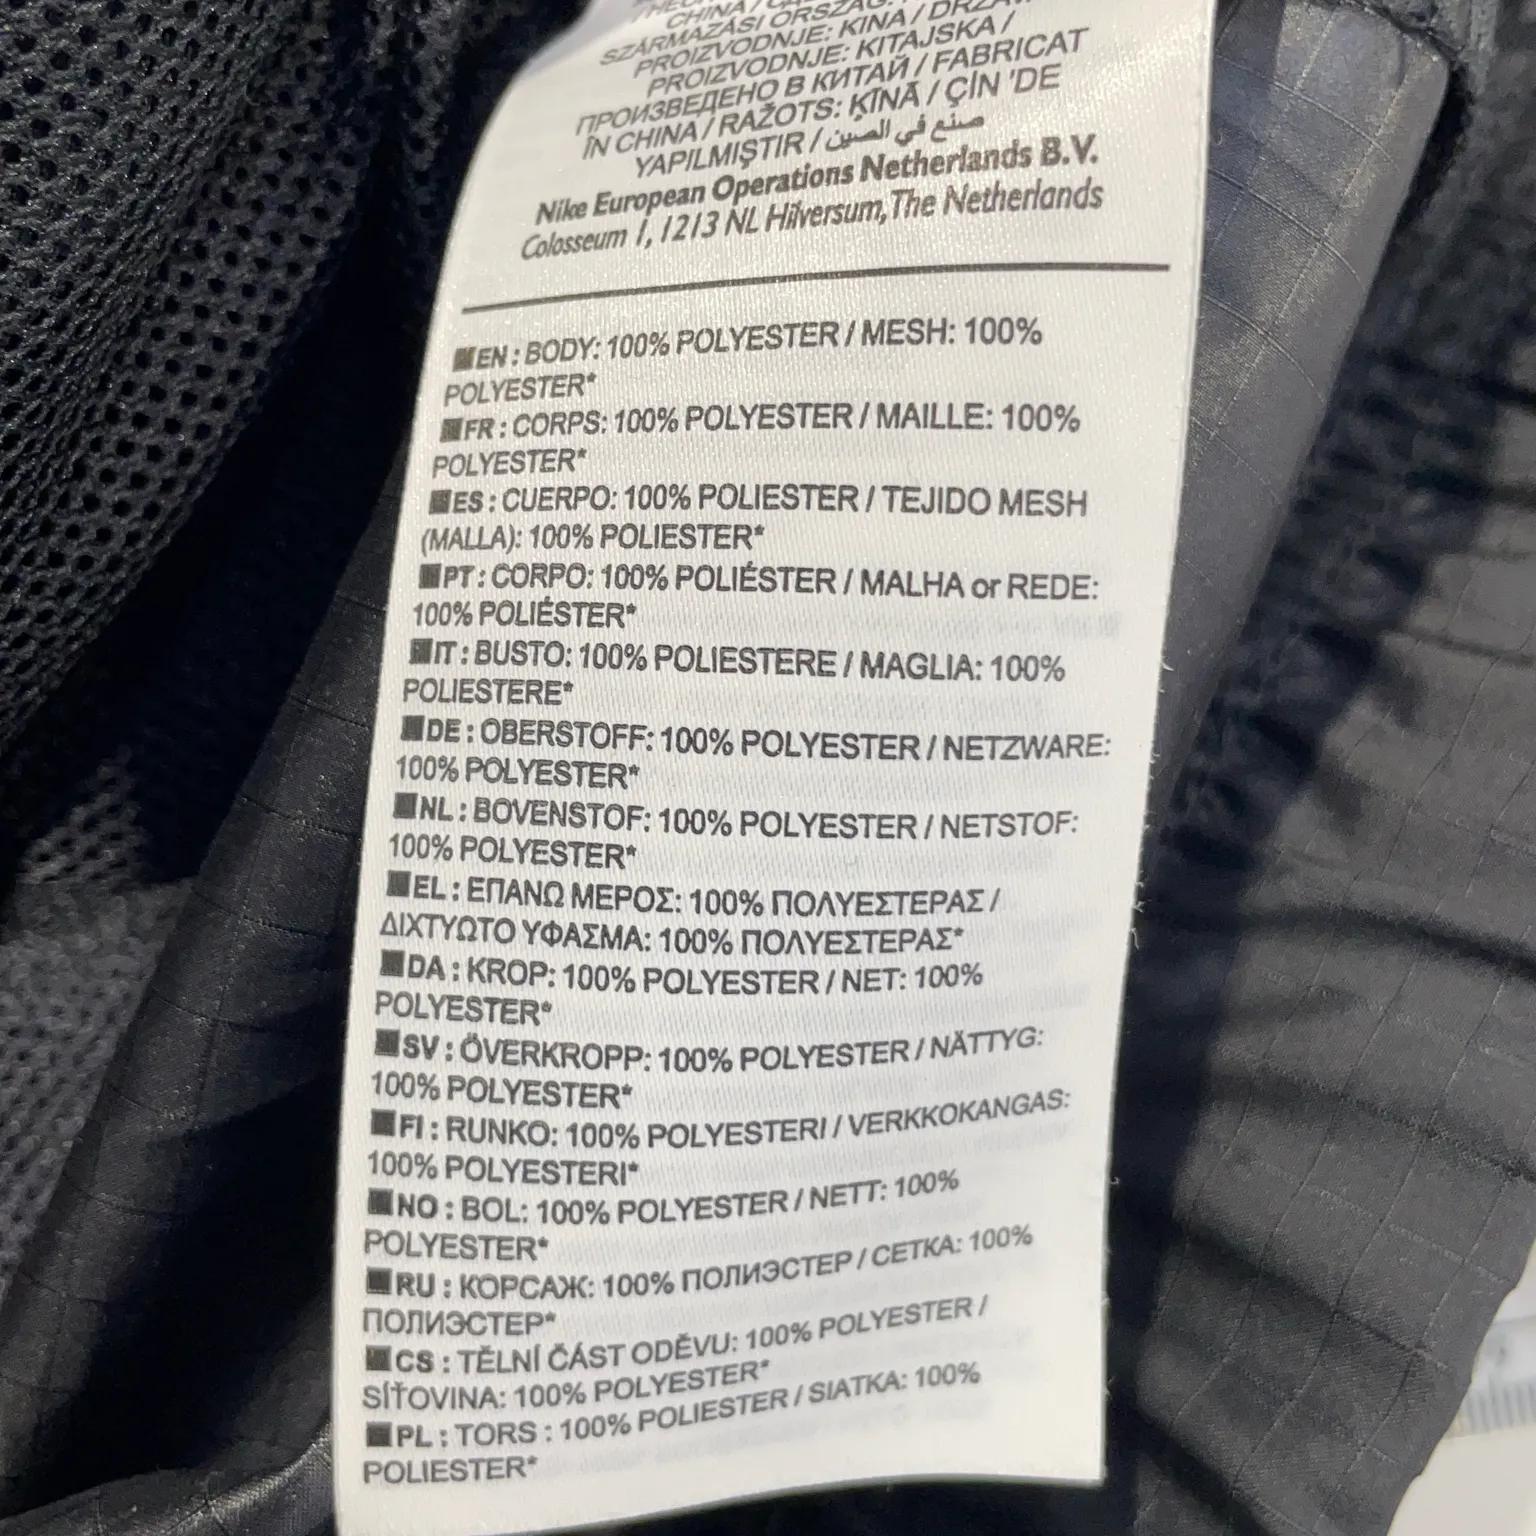 CHINA /
SZÁRMAZÁSI ORSZÁG:
PROIZVODNJE: KINA /
PROIZVODNJE: KITAJSKA /
ПРОИЗВЕДЕНО В КИТАЙ / FABRICAT
ÎN CHINA / RAŽOTS: ĶĪNĀ / ÇİN 'DE
YAPILMIŞTIR / صنع في الصين
Nike European Operations Netherlands B.V.
Colosseum 1, 1213 NL Hilversum, The Netherlands
EN : BODY: 100% POLYESTER / MESH: 100%
POLYESTER*
FR : CORPS: 100% POLYESTER / MAILLE: 100%
POLYESTER*
ES : CUERPO: 100% POLIESTER / TEJIDO MESH
(MALLA): 100% POLIESTER*
PT : CORPO: 100% POLIÉSTER / MALHA or REDE:
100% POLIÉSTER*
IT : BUSTO: 100% POLIESTERE / MAGLIA: 100%
POLIESTERE*
DE : OBERSTOFF: 100% POLYESTER / NETZWARE:
100% POLYESTER*
NL : BOVENSTOF: 100% POLYESTER / NETSTOF:
100% POLYESTER*
EL : ΕΠΑΝΩ ΜΕΡΟΣ: 100% ΠΟΛΥΕΣΤΕΡΑΣ /
ΔΙΧΤΥΩΤΟ ΥΦΑΣΜΑ: 100% ΠΟΛΥΕΣΤΕΡΑΣ*
DA : KROP: 100% POLYESTER / NET: 100%
POLYESTER*
SV : ÖVERKROPP: 100% POLYESTER / NÄTTYG:
100% POLYESTER*
FI : RUNKO: 100% POLYESTERI / VERKKOKANGAS:
100% POLYESTERI*
NO : BOL: 100% POLYESTER / NETT: 100%
POLYESTER*
RU : КОРСАЖ: 100% ПОЛИЭСТЕР / СЕТКА: 100%
ПОЛИЭСТЕР*
CS : TĚLNÍ ČÁST ODĚVU: 100% POLYESTER /
SÍŤOVINA: 100% POLYESTER*
PL : TORS : 100% POLIESTER / SIATKA: 100%
POLIESTER*